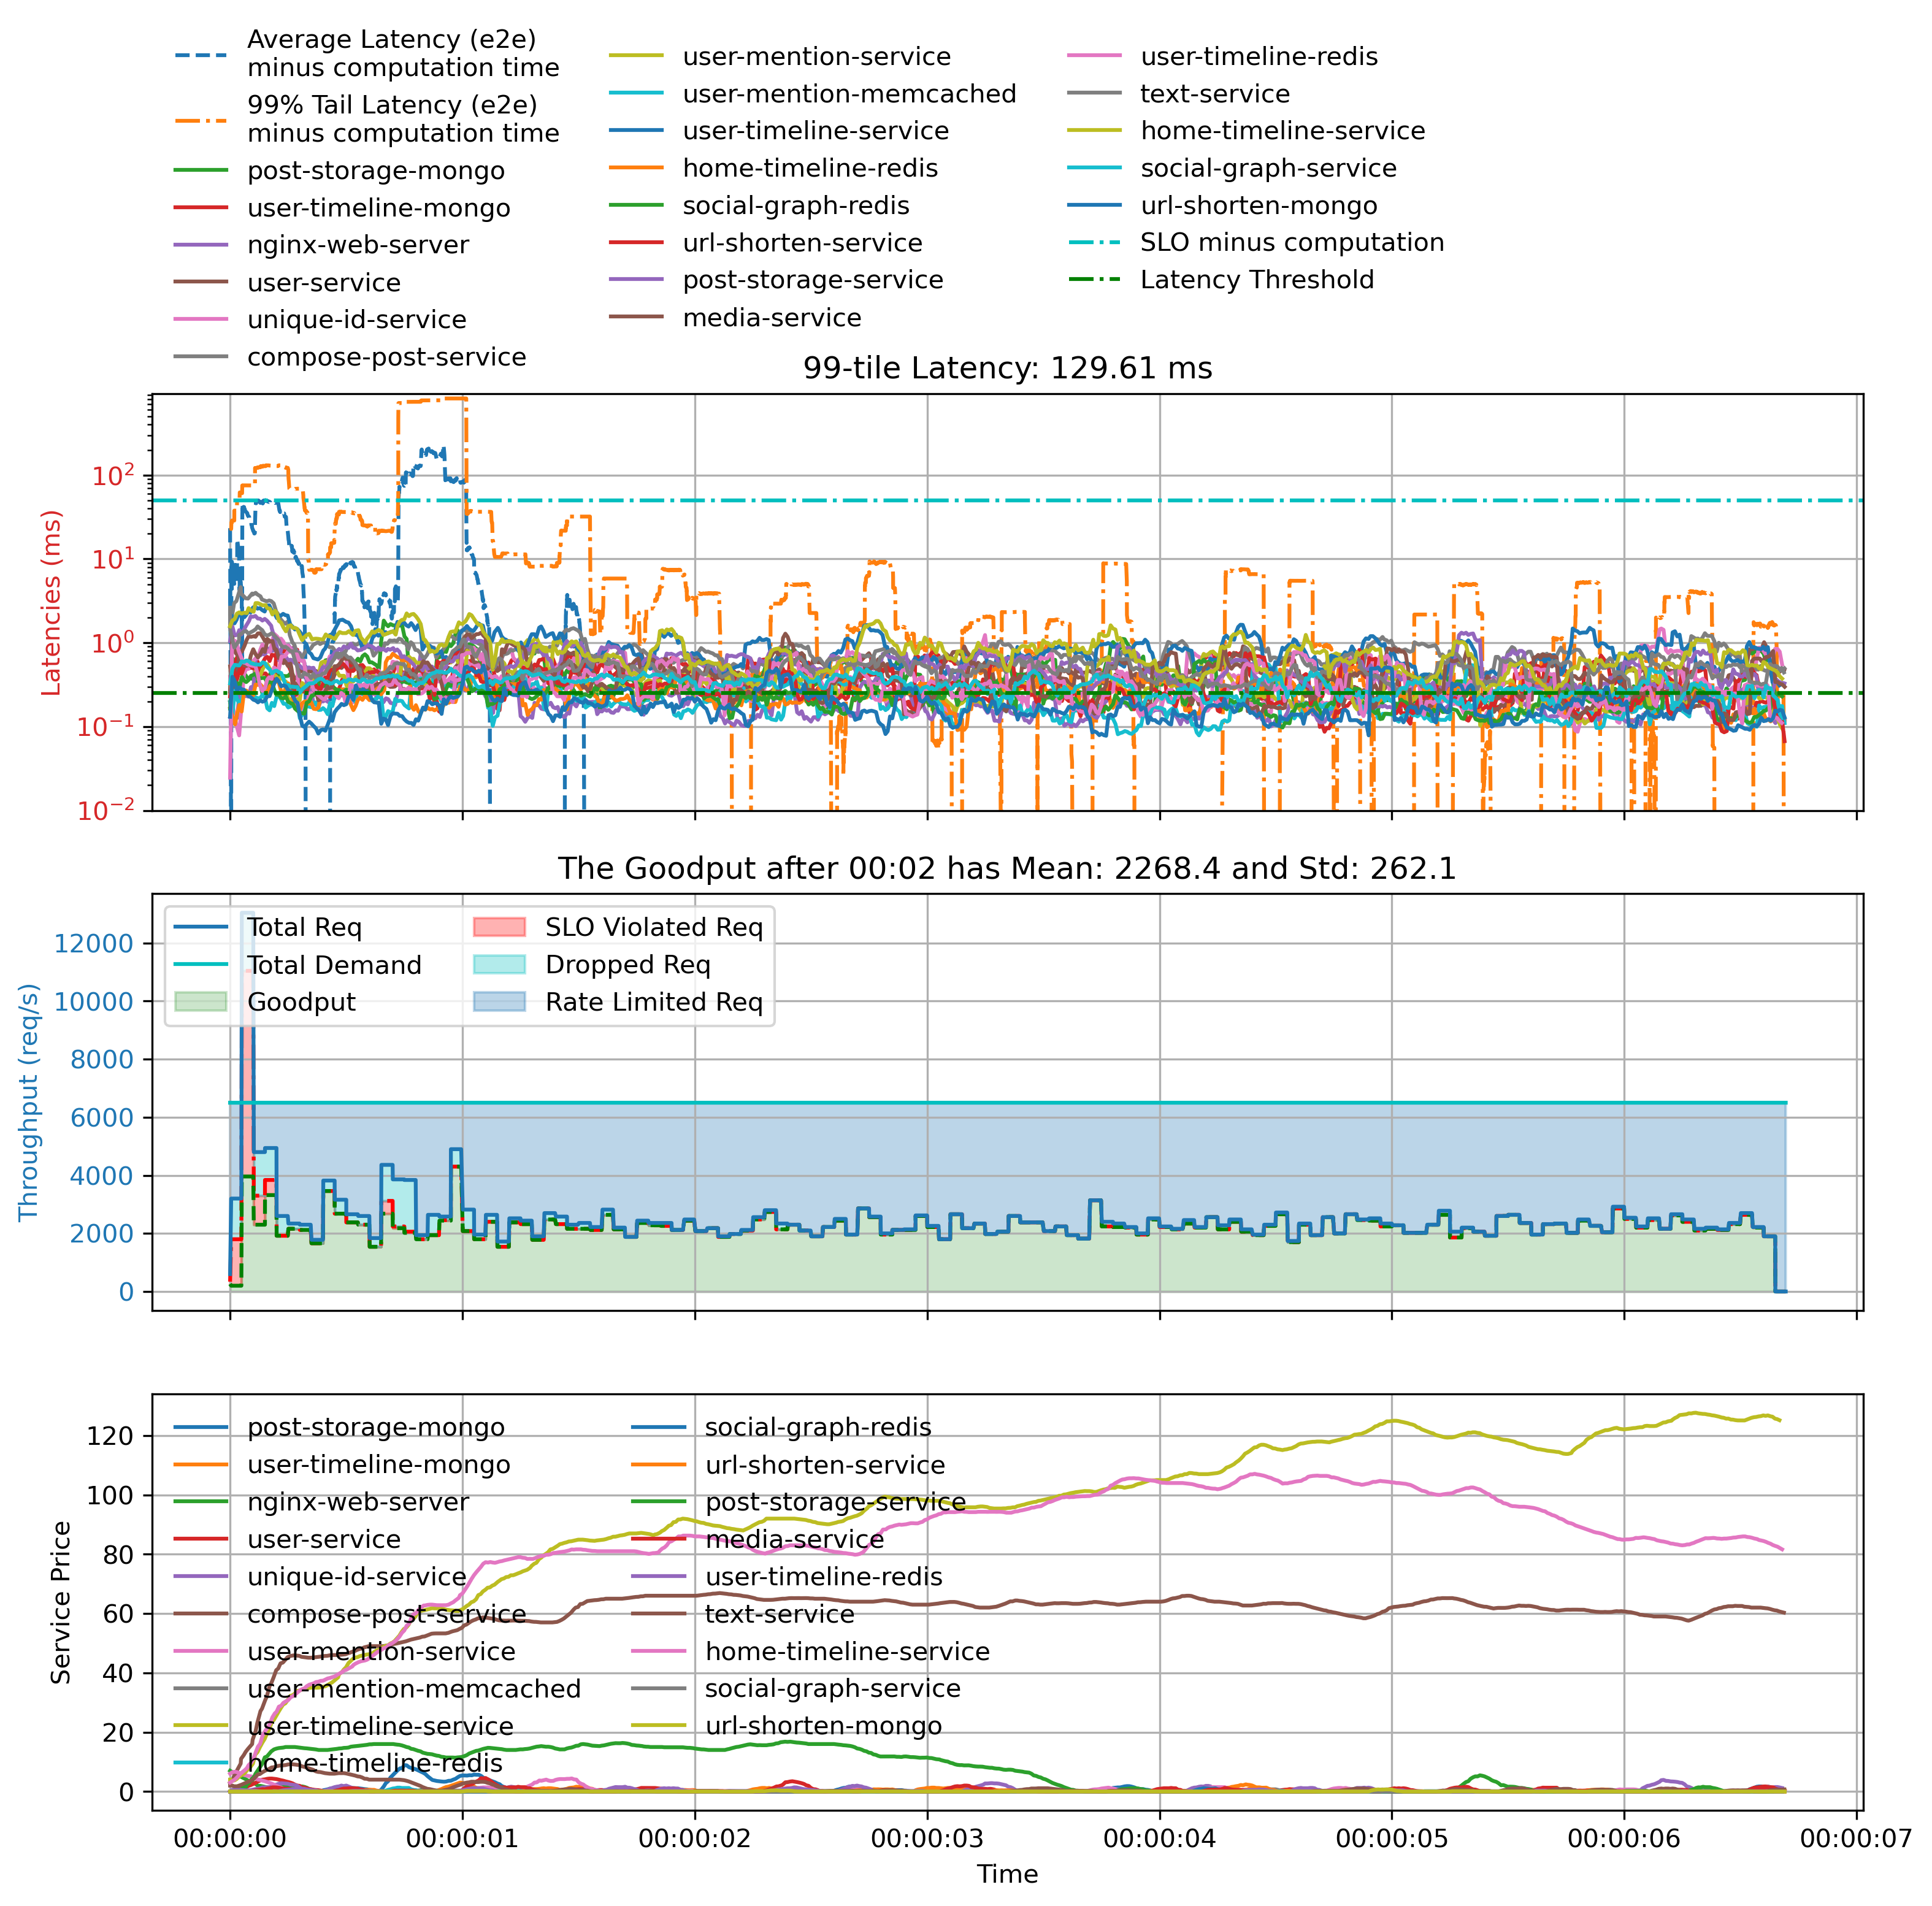 Average Latency (e2e)
minus computation time
99% Tail Latency (e2e)
minus computation time
post-storage-mongo
user-timeline-mongo
nginx-web-server
user-service
unique-id-service
compose-post-service
user-mention-service
user-mention-memcached
user-timeline-service
home-timeline-redis
social-graph-redis
url-shorten-service
post-storage-service
media-service
user-timeline-redis
text-service
home-timeline-service
social-graph-service
url-shorten-mongo
SLO minus computation
Latency Threshold
99-tile Latency: 129.61 ms
Latencies (ms)
10²
10¹
10⁰
10⁻¹
10⁻²
The Goodput after 00:02 has Mean: 2268.4 and Std: 262.1
Throughput (req/s)
12000
10000
8000
6000
4000
2000
0
Total Req
Total Demand
Goodput
SLO Violated Req
Dropped Req
Rate Limited Req
Service Price
120
100
80
60
40
20
0
post-storage-mongo
user-timeline-mongo
nginx-web-server
user-service
unique-id-service
compose-post-service
user-mention-service
user-mention-memcached
user-timeline-service
home-timeline-redis
social-graph-redis
url-shorten-service
post-storage-service
media-service
user-timeline-redis
text-service
home-timeline-service
social-graph-service
url-shorten-mongo
00:00:00 00:00:01 00:00:02 00:00:03 00:00:04 00:00:05 00:00:06 00:00:07
Time